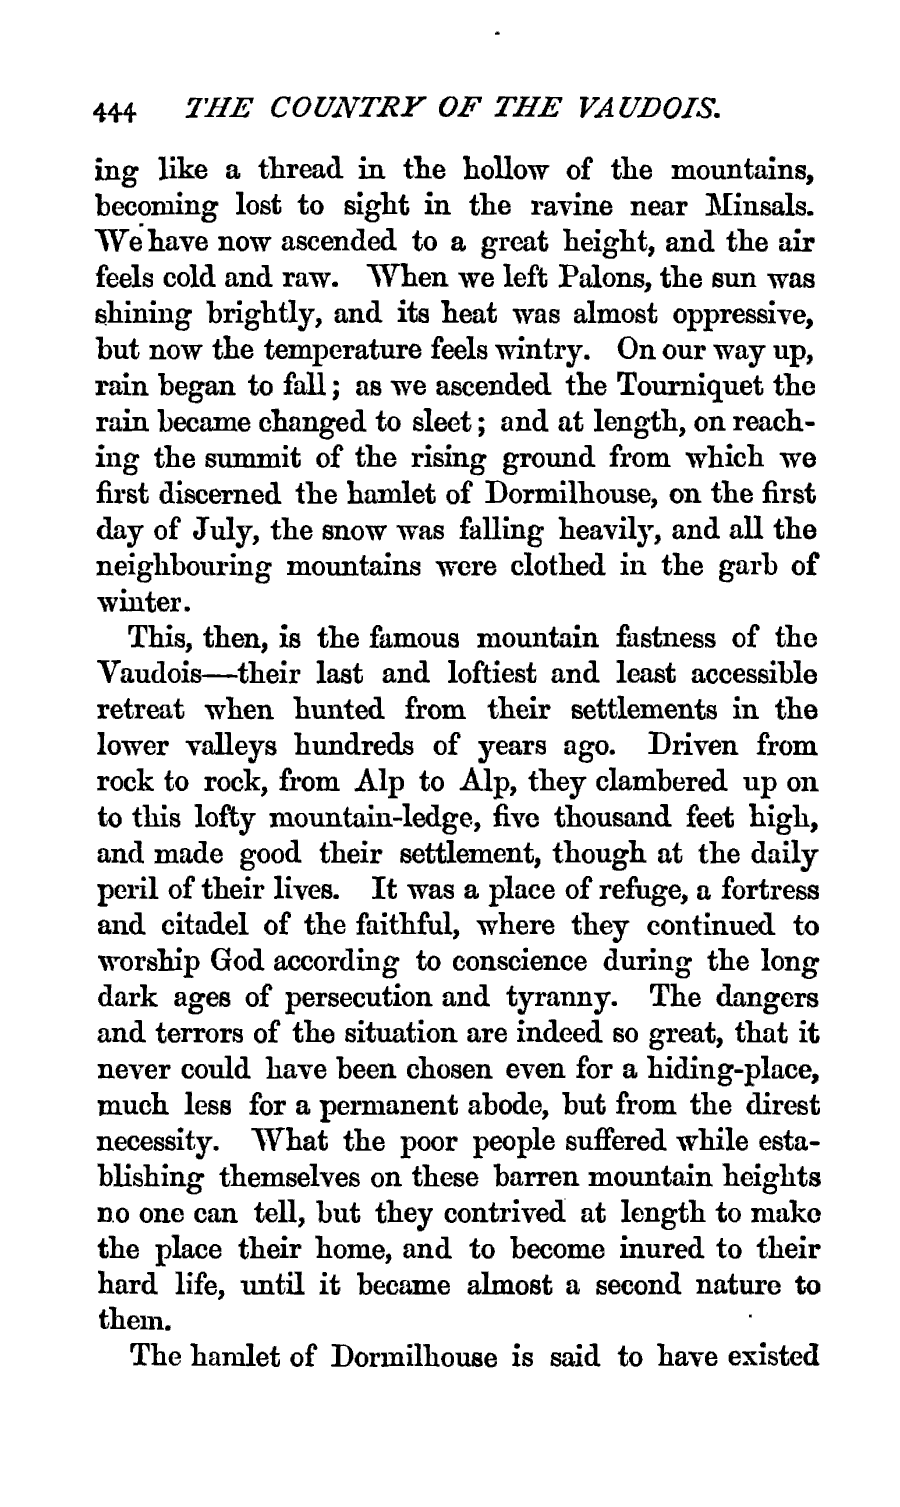 444 THE COUNTRY OF THE VAUDOIS.
ing like a thread in the hollow of the mountains,
becoming lost to sight in the ravine near Minsals.
We have now ascended to a great height, and the air
feels cold and raw. When we left Palons, the sun was
shining brightly, and its heat was almost oppressive,
but now the temperature feels wintry. On our way up,
rain began to fall; as we ascended the Tourniquet the
rain became changed to sleet; and at length, on reach-
ing the summit of the rising ground from which we
first discerned the hamlet of Dormilhouse, on the first
day of July, the snow was falling heavily, and all the
neighbouring mountains were clothed in the garb of
winter.
This, then, is the famous mountain fastness of the
Vaudois—their last and loftiest and least accessible
retreat when hunted from their settlements in the
lower valleys hundreds of years ago. Driven from
rock to rock, from Alp to Alp, they clambered up on
to this lofty mountain-ledge, five thousand feet high,
and made good their settlement, though at the daily
peril of their lives. It was a place of refuge, a fortress
and citadel of the faithful, where they continued to
worship God according to conscience during the long
dark ages of persecution and tyranny. The dangers
and terrors of the situation are indeed so great, that it
never could have been chosen even for a hiding-place,
much less for a permanent abode, but from the direst
necessity. What the poor people suffered while esta-
blishing themselves on these barren mountain heights
no one can tell, but they contrived at length to make
the place their home, and to become inured to their
hard life, until it became almost a second nature to
them.
The hamlet of Dormilhouse is said to have existed